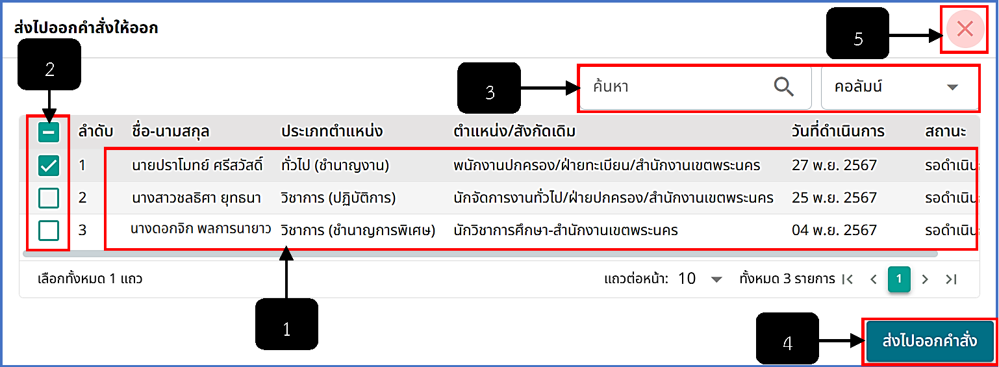 ส่งไปออกคำสั่งให้ออก
5
2
3
ค้นหา
คอลัมน์
ลำดับ ชื่อ-นามสกุล ประเภทตำแหน่ง ตำแหน่ง/สังกัดเดิม วันที่ดำเนินการ สถานะ
1 นายปราโมทย์ ศรีสวัสดิ์ ทั่วไป (ชำนาญงาน) พนักงานปกครอง/ฝ่ายทะเบียน/สำนักงานเขตพระนคร 27 พ.ย. 2567 รอดำเนิน
2 นางสาวชลธิศา ยุทธนา วิชาการ (ปฏิบัติการ) นักจัดการงานทั่วไป/ฝ่ายปกครอง/สำนักงานเขตพระนคร 25 พ.ย. 2567 รอดำเนิน
3 นางดอกจิก พลการนายาว วิชาการ (ชำนาญการพิเศษ) นักวิชาการศึกษา-สำนักงานเขตพระนคร 04 พ.ย. 2567 รอดำเนิน
เลือกทั้งหมด 1 แถว แถวต่อหน้า: 10 ทั้งหมด 3 รายการ 1
1
4
ส่งไปออกคำสั่ง